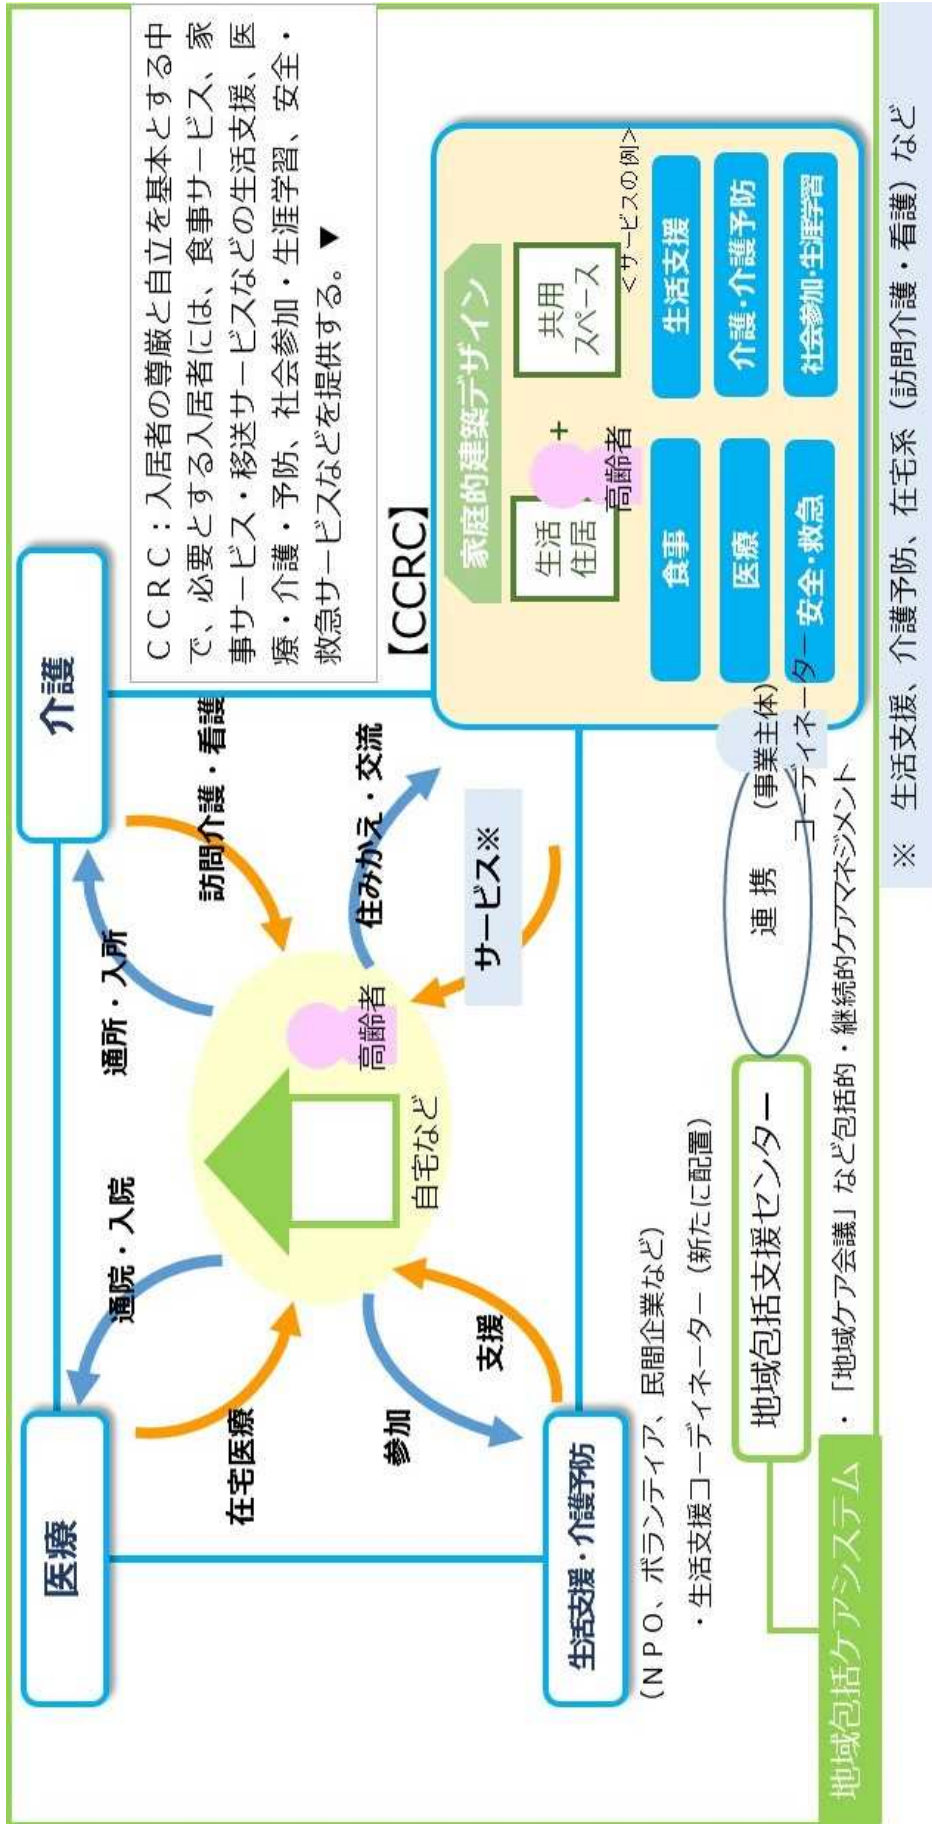 医療
介護
通院・入院
通所・入所
在宅医療
訪問介護・看護
自宅など
高齢者
参加
支援
住みかえ・交流
サービス※
生活支援・介護予防
（ＮＰＯ、ボランティア、民間企業など）
・生活支援コーディネーター（新たに配置）
ＣＣＲＣ：入居者の尊厳と自立を基本とする中
で、必要とする入居者には、食事サービス、家
事サービス・移送サービスなどの生活支援、医
療・介護・予防、社会参加・生涯学習、安全・
救急サービスなどを提供する。▼
【CCRC】
家庭的建築デザイン
生活
住居
+
共用
スペース
高齢者
＜サービスの例＞
食事
生活支援
医療
介護・介護予防
安全・救急
社会参加・生涯学習
（事業主体）
コーディネーター
連 携
地域包括支援センター
・「地域ケア会議」など包括的・継続的ケアマネジメント
地域包括ケアシステム
※ 生活支援、介護予防、在宅系（訪問介護・看護）など